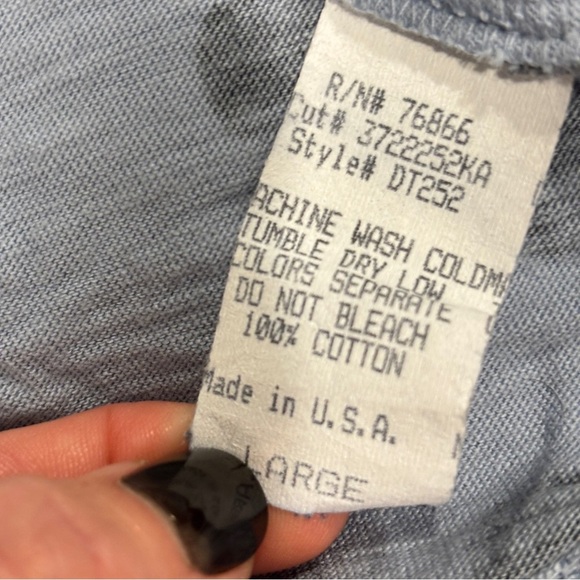 R/N# 76866
Cut# 3722252KA
Style# DT252
ACHINE WASH COLDM
TUMBLE DRY LOW
COLORS SEPARATE
DO NOT BLEACH
100% COTTON
Made in U.S.A.
LARGE